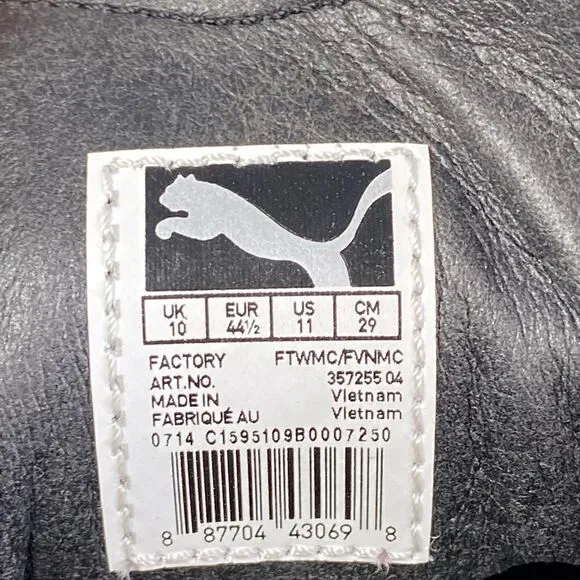 UK EUR US CM
10 44½ 11 29
FACTORY FTWMC/FVNMC
ART.NO. 357255 04
MADE IN Vietnam
FABRIQUÉ AU Vietnam
0714 C1595109B0007250
8 87704 43069 8